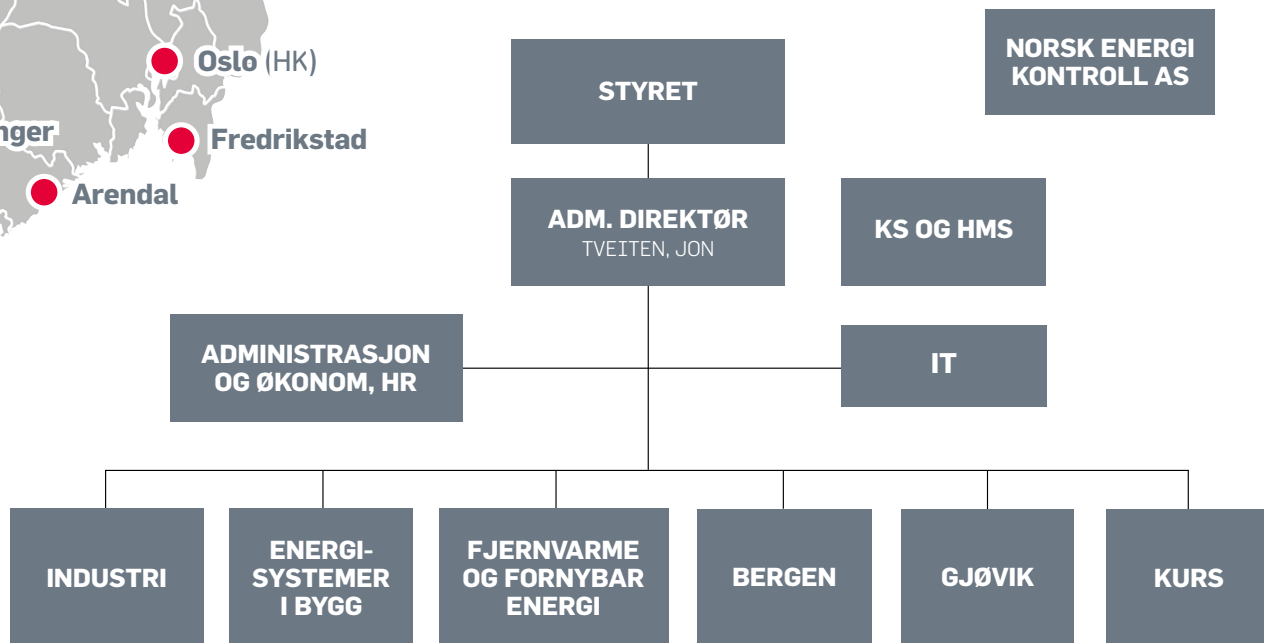 Oslo (HK)
nger
Fredrikstad
Arendal
STYRET
NORSK ENERGI
KONTROLL AS
ADM. DIREKTØR
TVEITEN, JON
KS OG HMS
ADMINISTRASJON
OG ØKONOM, HR
IT
INDUSTRI
ENERGI-
SYSTEMER
I BYGG
FJERNVARME
OG FORNYBAR
ENERGI
BERGEN
GJØVIK
KURS